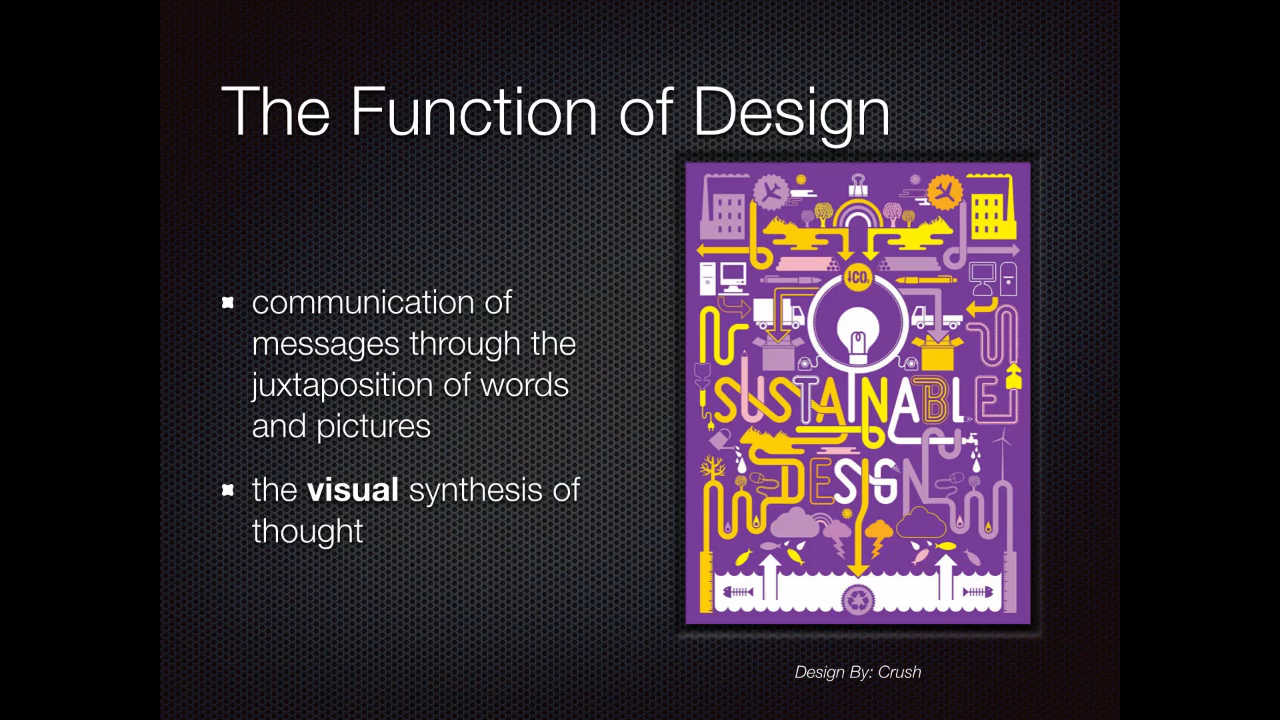 The Function of Design
communication of
messages through the
juxtaposition of words
and pictures
the visual synthesis of
thought
CO₂
SUSTAINABLE
DESIGN
Design By: Crush